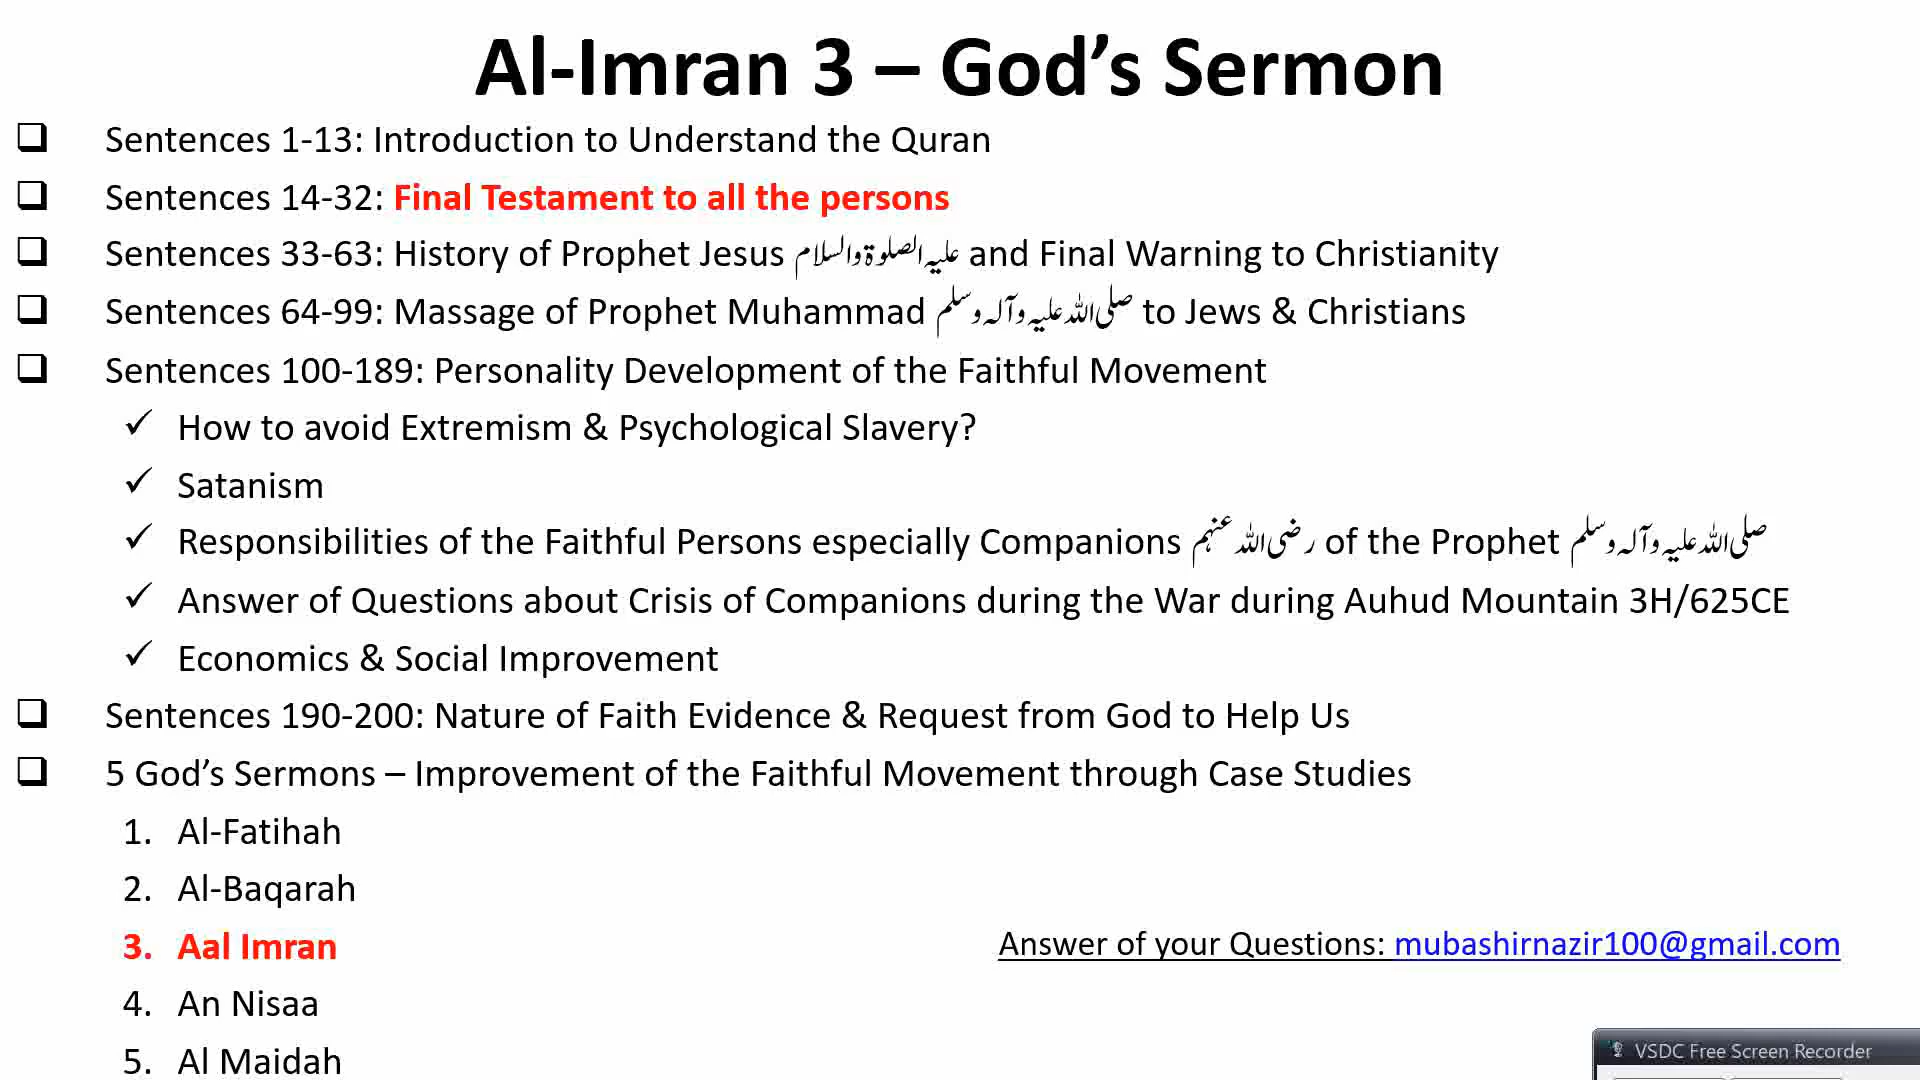 Al-Imran 3 – God’s Sermon
Sentences 1-13: Introduction to Understand the Quran
Sentences 14-32: Final Testament to all the persons
Sentences 33-63: History of Prophet Jesus علیہ الصلوۃ والسلام and Final Warning to Christianity
Sentences 64-99: Massage of Prophet Muhammad صلی اللہ علیہ وآلہ وسلم to Jews & Christians
Sentences 100-189: Personality Development of the Faithful Movement
How to avoid Extremism & Psychological Slavery?
Satanism
Responsibilities of the Faithful Persons especially Companions رضی اللہ عنہم of the Prophet صلی اللہ علیہ وآلہ وسلم
Answer of Questions about Crisis of Companions during the War during Auhud Mountain 3H/625CE
Economics & Social Improvement
Sentences 190-200: Nature of Faith Evidence & Request from God to Help Us
5 God’s Sermons – Improvement of the Faithful Movement through Case Studies
1. Al-Fatihah
2. Al-Baqarah
3. Aal Imran
Answer of your Questions: mubashirnazir100@gmail.com
4. An Nisaa
5. Al Maidah
VSDC Free Screen Recorder